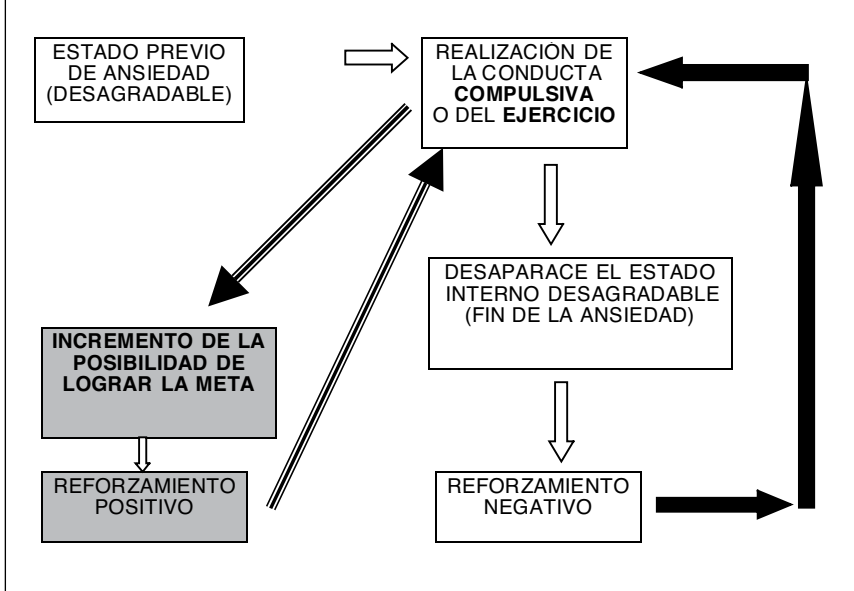 ESTADO PREVIO
DE ANSIEDAD
(DESAGRADABLE)
REALIZACIÓN DE
LA CONDUCTA
COMPULSIVA
O DEL EJERCICIO
DESAPARACE EL ESTADO
INTERNO DESAGRADABLE
(FIN DE LA ANSIEDAD)
INCREMENTO DE LA
POSIBILIDAD DE
LOGRAR LA META
REFORZAMIENTO
POSITIVO
REFORZAMIENTO
NEGATIVO